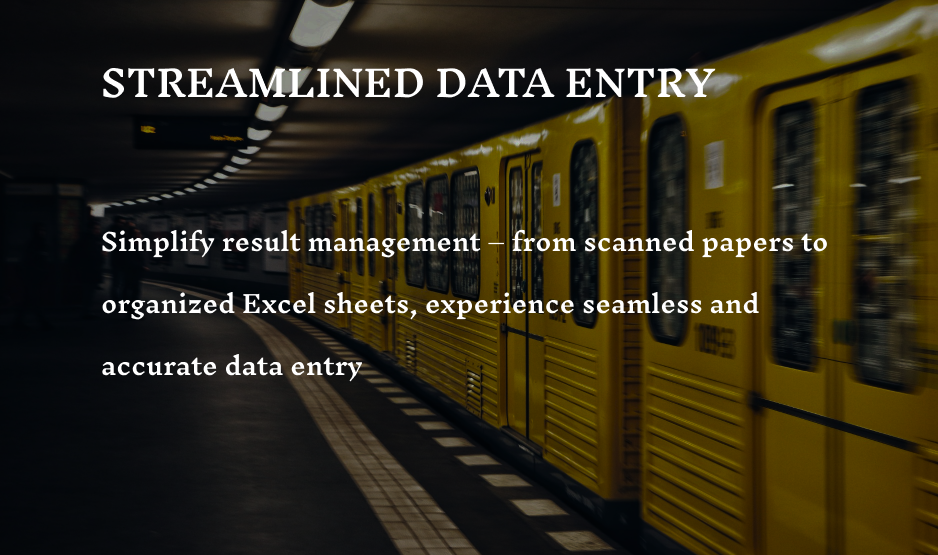 STREAMLINED DATA ENTRY
Simplify result management – from scanned papers to
organized Excel sheets, experience seamless and
accurate data entry